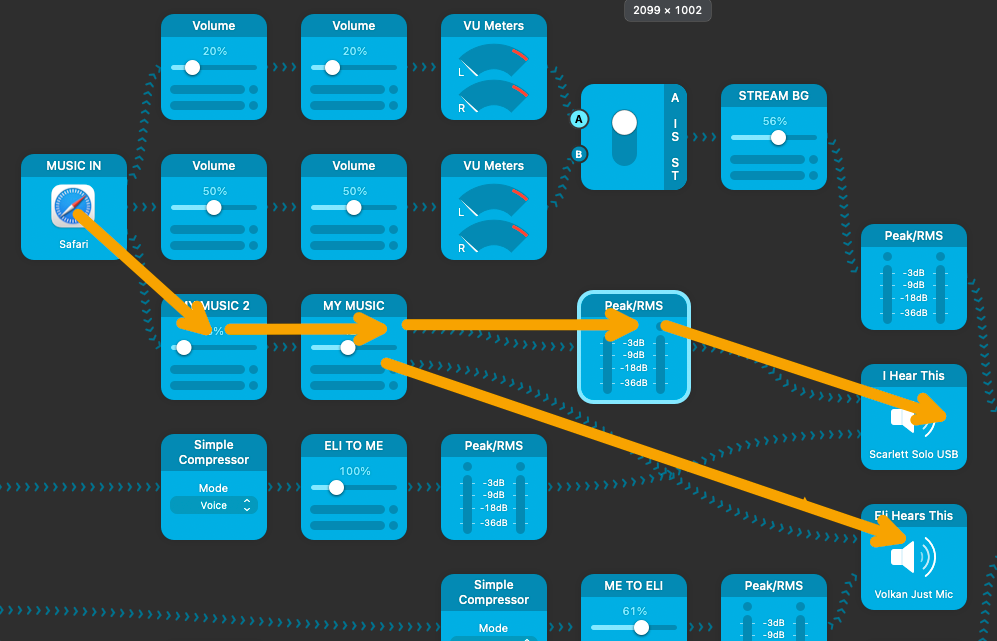 2099 × 1002
Volume
20%
Volume
20%
VU Meters
L
R
A
B
A
I
S
S
T
STREAM BG
56%
MUSIC IN
Safari
Volume
50%
Volume
50%
VU Meters
L
R
Peak/RMS
-3dB
-9dB
-18dB
-36dB
MY MUSIC 2
%
MY MUSIC
Peak/RMS
-3dB
-9dB
-18dB
-36dB
I Hear This
Scarlett Solo USB
Simple
Compressor
Mode
Voice
ELI TO ME
100%
Peak/RMS
-3dB
-9dB
-18dB
-36dB
Eli Hears This
Volkan Just Mic
Simple
Compressor
Mode
ME TO ELI
61%
Peak/RMS
-3dB
-9dB